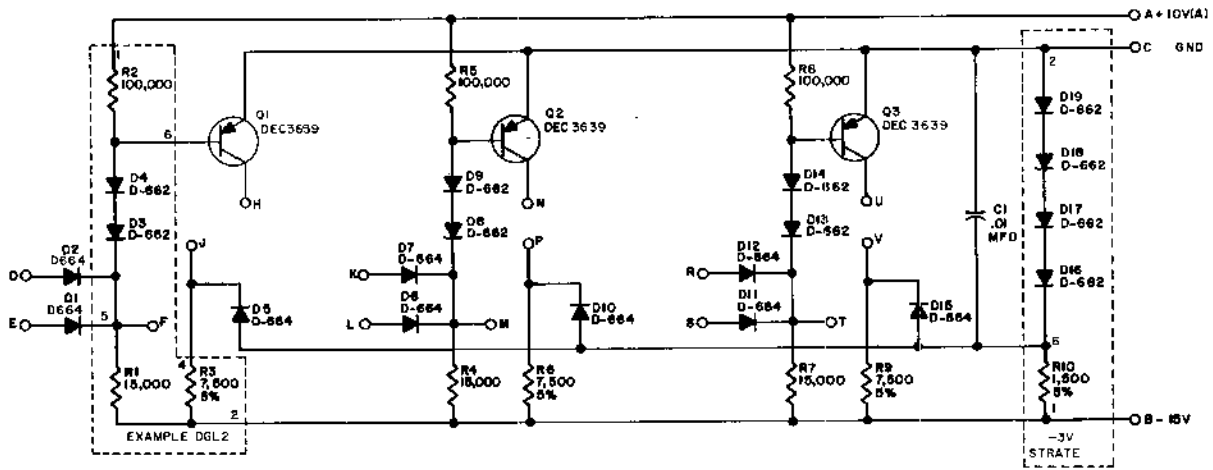 A+10V(A)
C GND
1
R2
100,000
6
Q1
DEC3639
D4
D-662
D3
D-662
H
J
D2
D664
D
D1
D664
E
5
F
D5
D-664
R1
15,000
4
R3
7,500
5%
2
EXAMPLE DGL2
R5
100,000
Q2
DEC 3639
D9
D-662
D8
D-662
N
P
D7
D-664
K
D6
D-664
L
M
D10
D-664
R4
15,000
R6
7,500
5%
R8
100,000
Q3
DEC 3639
D14
D-662
D13
D-662
U
V
D12
D-664
R
D11
D-664
S
T
D15
D-664
R7
15,000
R9
7,500
5%
C1
.01
MFD
2
D19
D-662
D18
D-662
D17
D-662
D16
D-662
6
R10
1,500
5%
1
B-15V
-3V
STRATE